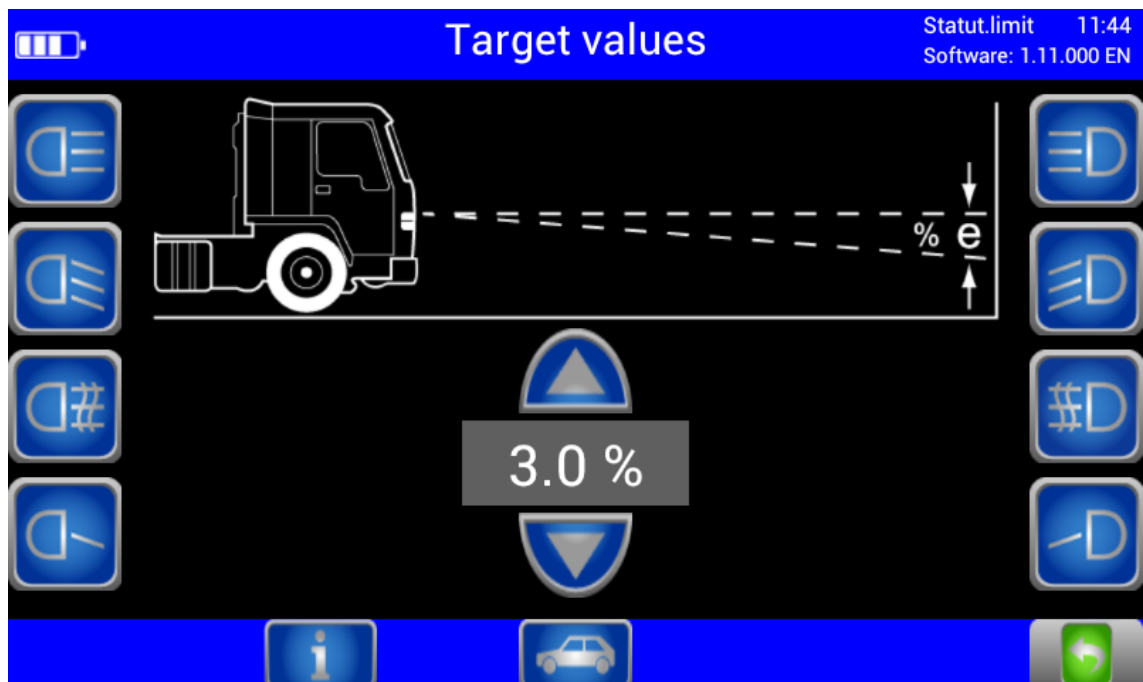 Target values
Statut.limit 11:44
Software: 1.11.000 EN
% e
3.0 %
i